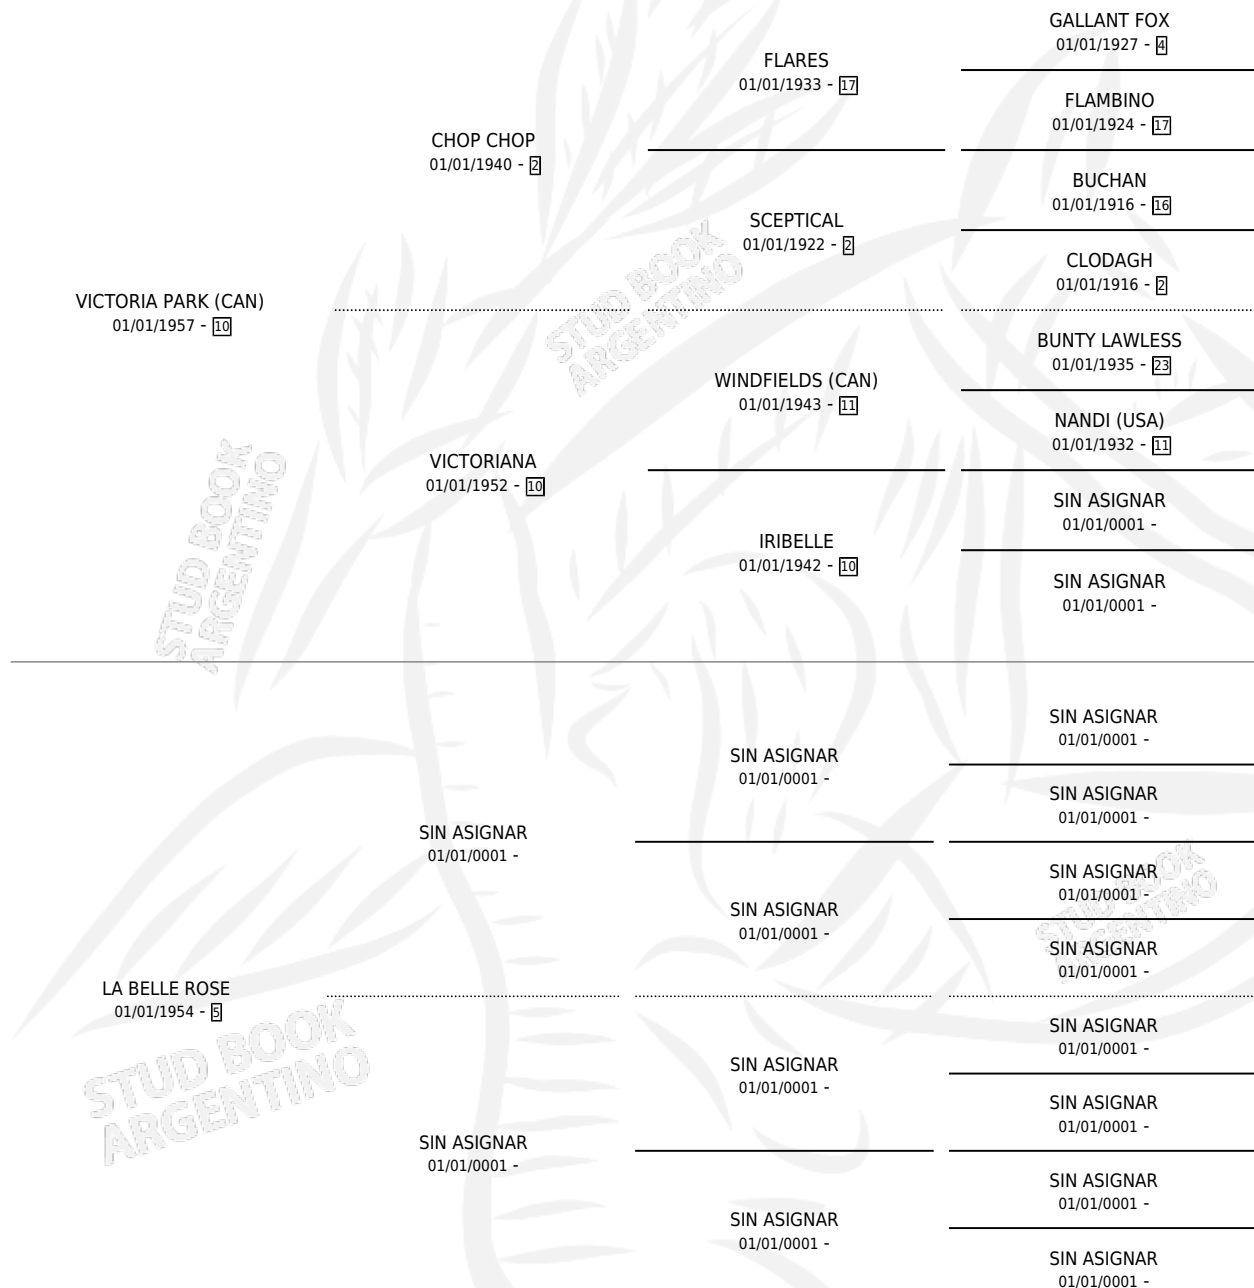 GALLANT FOX
01/01/1927 - 4
FLARES
01/01/1933 - 17
FLAMBINO
01/01/1924 - 17
CHOP CHOP
01/01/1940 - 2
BUCHAN
01/01/1916 - 16
SCEPTICAL
01/01/1922 - 2
CLODAGH
01/01/1916 - 2
VICTORIA PARK (CAN)
01/01/1957 - 10
BUNTY LAWLESS
01/01/1935 - 23
WINDFIELDS (CAN)
01/01/1943 - 11
NANDI (USA)
01/01/1932 - 11
VICTORIANA
01/01/1952 - 10
SIN ASIGNAR
01/01/0001 -
IRIBELLE
01/01/1942 - 10
SIN ASIGNAR
01/01/0001 -
SIN ASIGNAR
01/01/0001 -
SIN ASIGNAR
01/01/0001 -
SIN ASIGNAR
01/01/0001 -
SIN ASIGNAR
01/01/0001 -
SIN ASIGNAR
01/01/0001 -
SIN ASIGNAR
01/01/0001 -
SIN ASIGNAR
01/01/0001 -
LA BELLE ROSE
01/01/1954 - 5
SIN ASIGNAR
01/01/0001 -
SIN ASIGNAR
01/01/0001 -
SIN ASIGNAR
01/01/0001 -
SIN ASIGNAR
01/01/0001 -
SIN ASIGNAR
01/01/0001 -
SIN ASIGNAR
01/01/0001 -
SIN ASIGNAR
01/01/0001 -
STUD BOOK
ARGENTINO
STUD BOOK
ARGENTINO
STUD BOOK
ARGENTINO
STUD BOOK
ARGENTINO